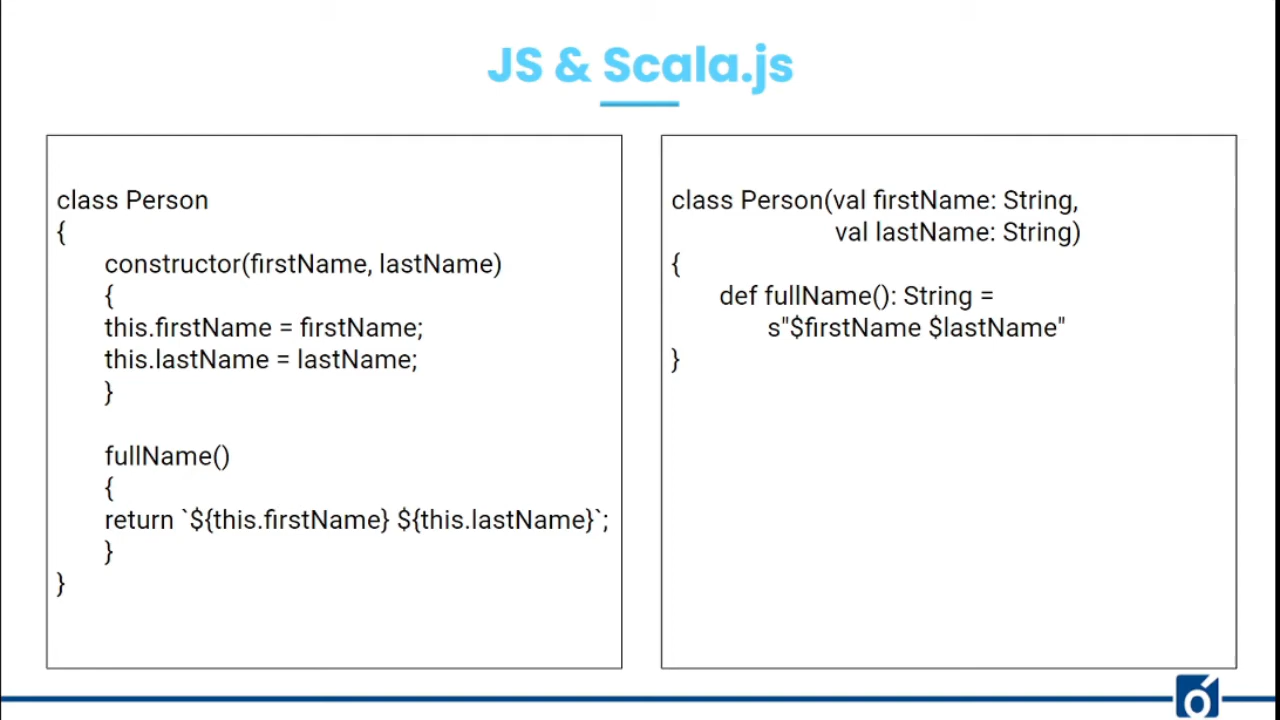 JS & Scala.js
class Person
{
constructor(firstName, lastName)
{
this.firstName = firstName;
this.lastName = lastName;
}
fullName()
{
return `${this.firstName} ${this.lastName}`;
}
}
class Person(val firstName: String,
val lastName: String)
{
def fullName(): String =
s"$firstName $lastName"
}